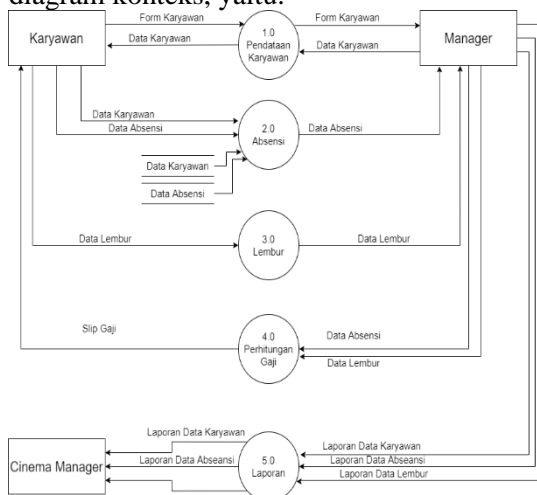 diagram konteks, yaitu:
Form Karyawan
Form Karyawan
Karyawan
Data Karyawan
1.0
Pendataan
Karyawan
Data Karyawan
Manager
Data Karyawan
Data Absensi
2.0
Absensi
Data Absensi
Data Karyawan
Data Absensi
Data Lembur
3.0
Lembur
Data Lembur
Slip Gaji
4.0
Perhitungan
Gaji
Data Absensi
Data Lembur
Cinema Manager
Laporan Data Karyawan
Laporan Data Abseansi
5.0
Laporan
Laporan Data Karyawan
Laporan Data Abseansi
Laporan Data Lembur